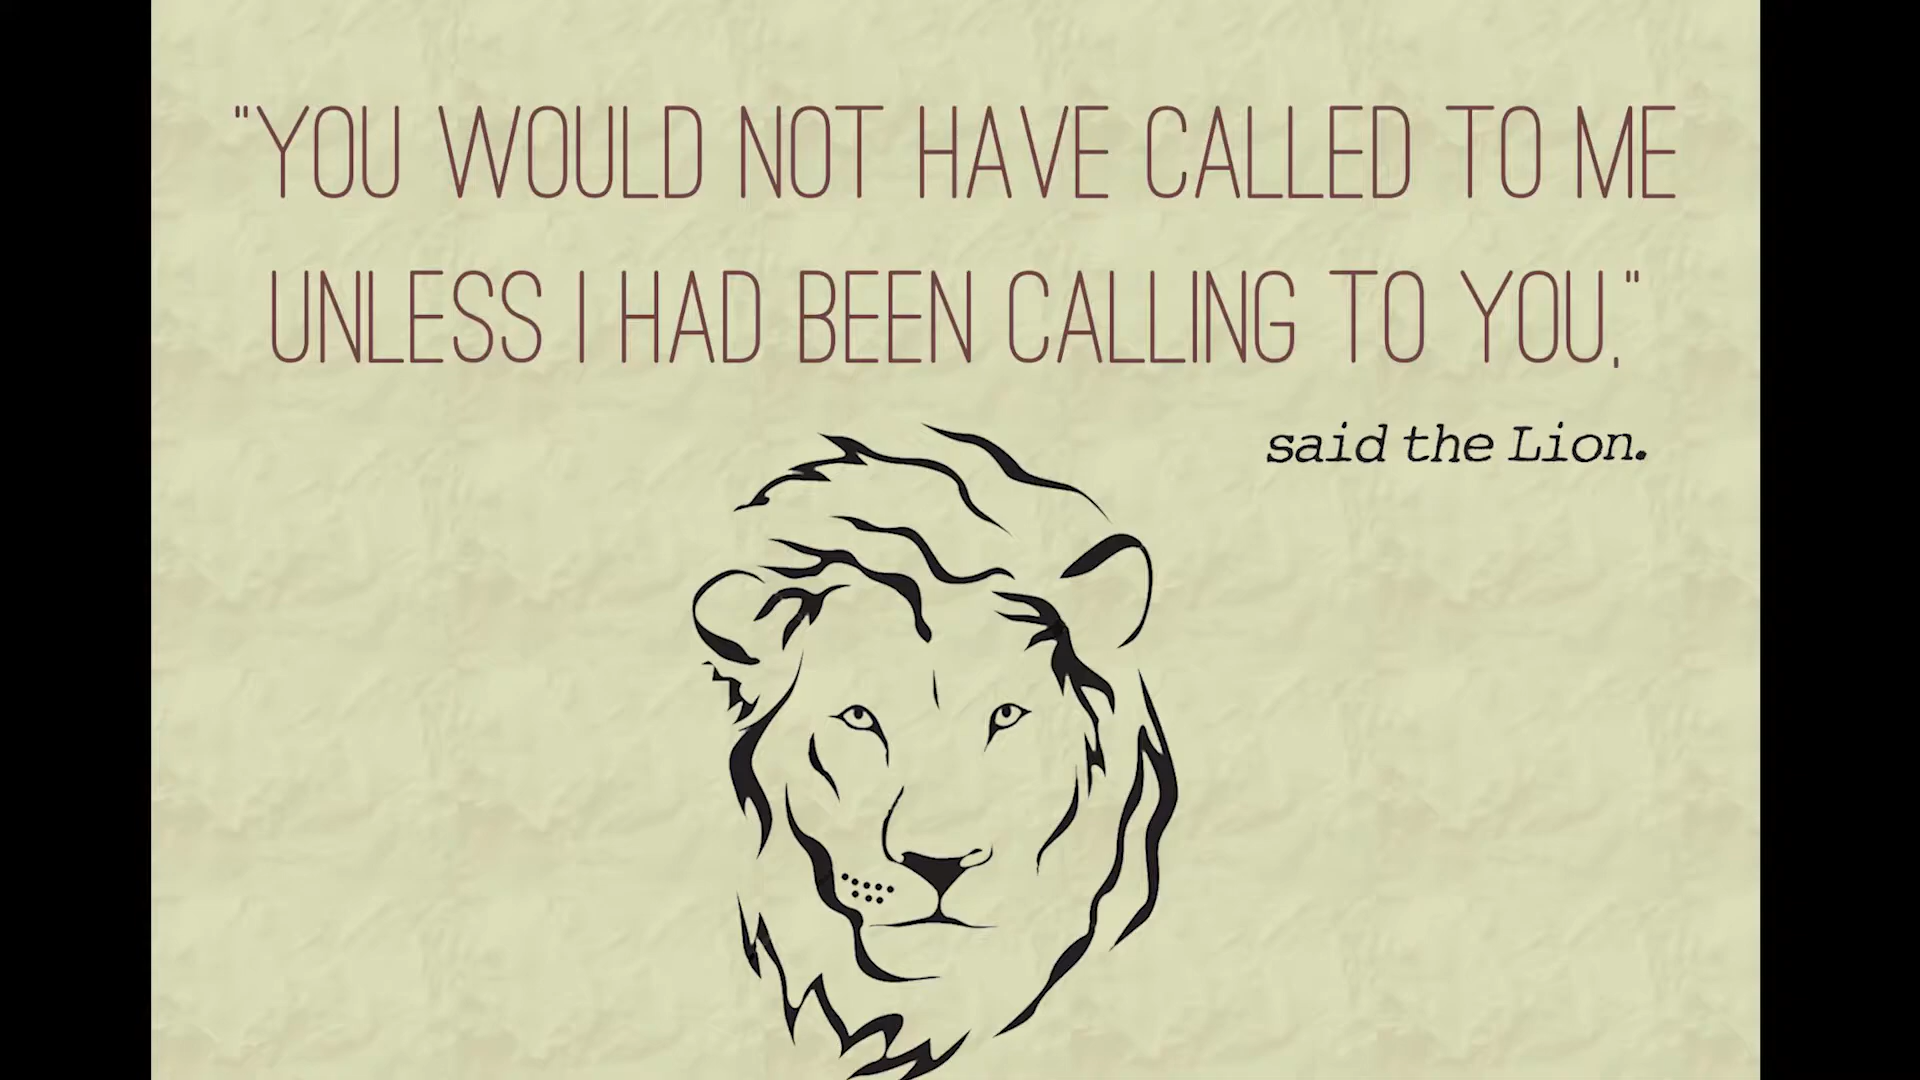 "YOU WOULD NOT HAVE CALLED TO ME
UNLESS I HAD BEEN CALLING TO YOU,"
said the Lion.